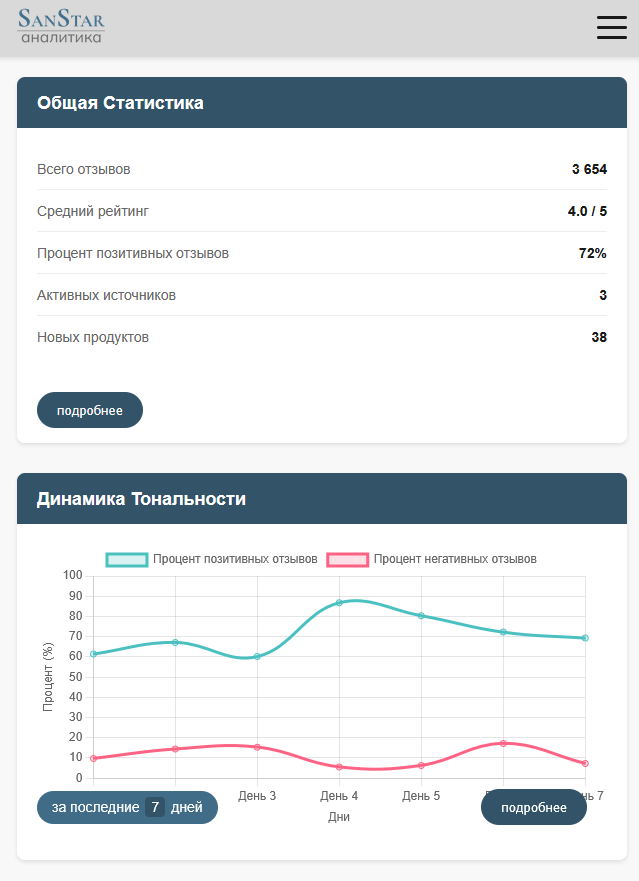 SANSTAR
аналитика
Общая Статистика
Всего отзывов 3 654
Средний рейтинг 4.0 / 5
Процент позитивных отзывов 72%
Активных источников 3
Новых продуктов 38
подробнее
Динамика Тональности
Процент позитивных отзывов Процент негативных отзывов
100
90
80
70
60
50
40
30
20
10
0
Процент (%)
День 3 День 4 День 5 нь 7
Дни
за последние 7 дней
подробнее